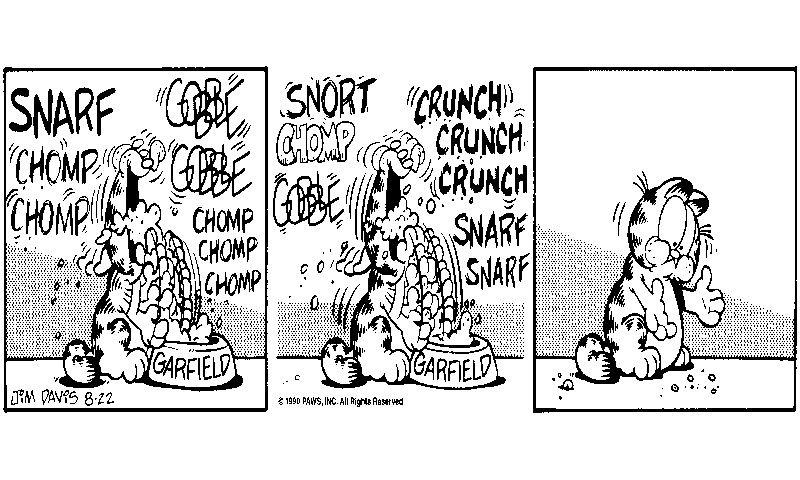 SNARF
GOBBLE
CHOMP
GOBBLE
CHOMP
CHOMP
CHOMP
CHOMP
GARFIELD
JIM DAVIS 8-22
SNORT
CRUNCH
CHOMP
CRUNCH
CRUNCH
GOBBLE
SNARF
SNARF
GARFIELD
© 1990 PAWS, INC. All Rights Reserved